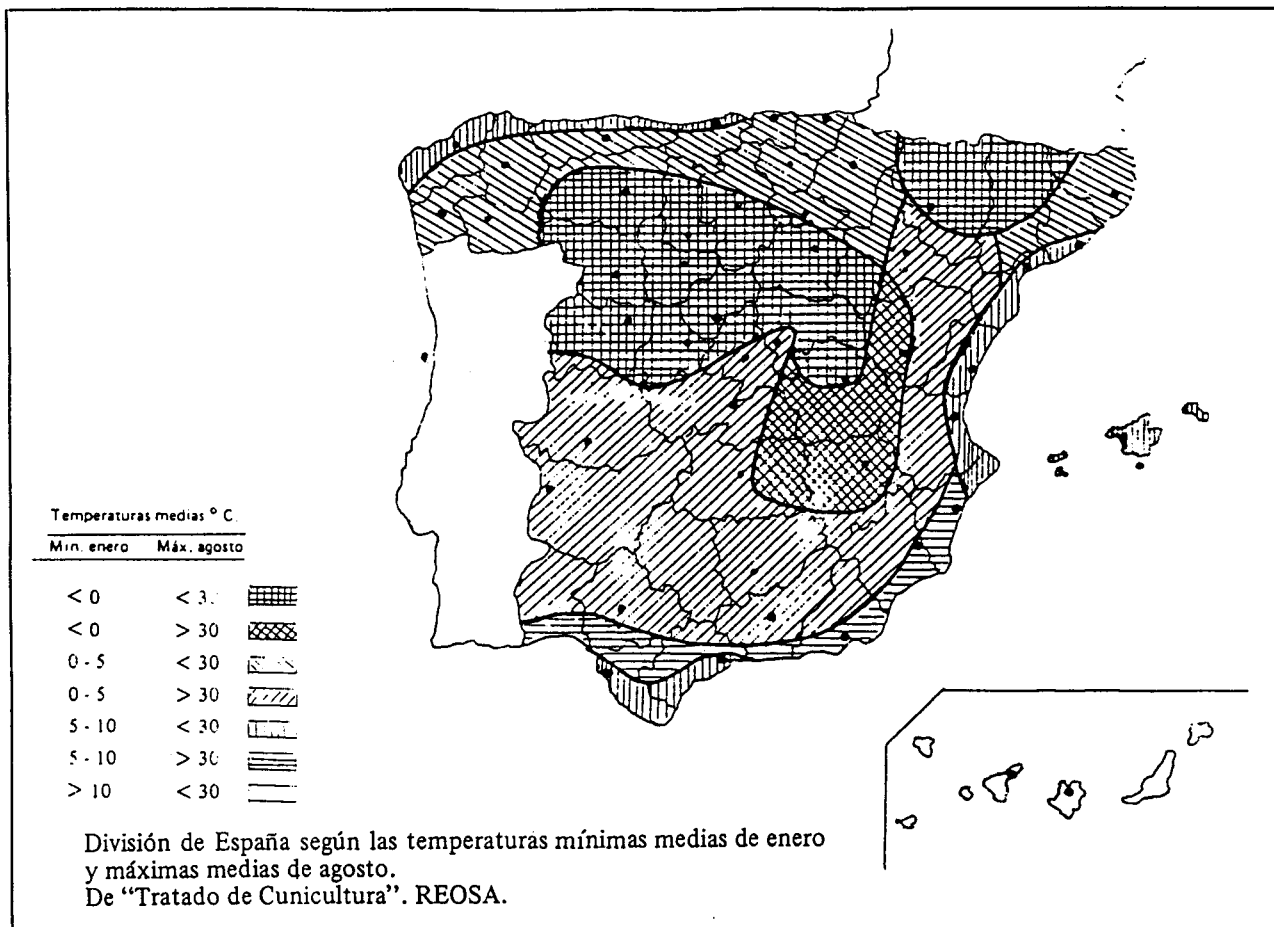 Temperaturas medias ° C.
Min. enero Máx. agosto
< 0 < 3.
< 0 > 30
0 - 5 < 30
0 - 5 > 30
5 - 10 < 30
5 - 10 > 30
> 10 < 30
División de España según las temperaturas mínimas medias de enero
y máximas medias de agosto.
De “Tratado de Cunicultura”. REOSA.